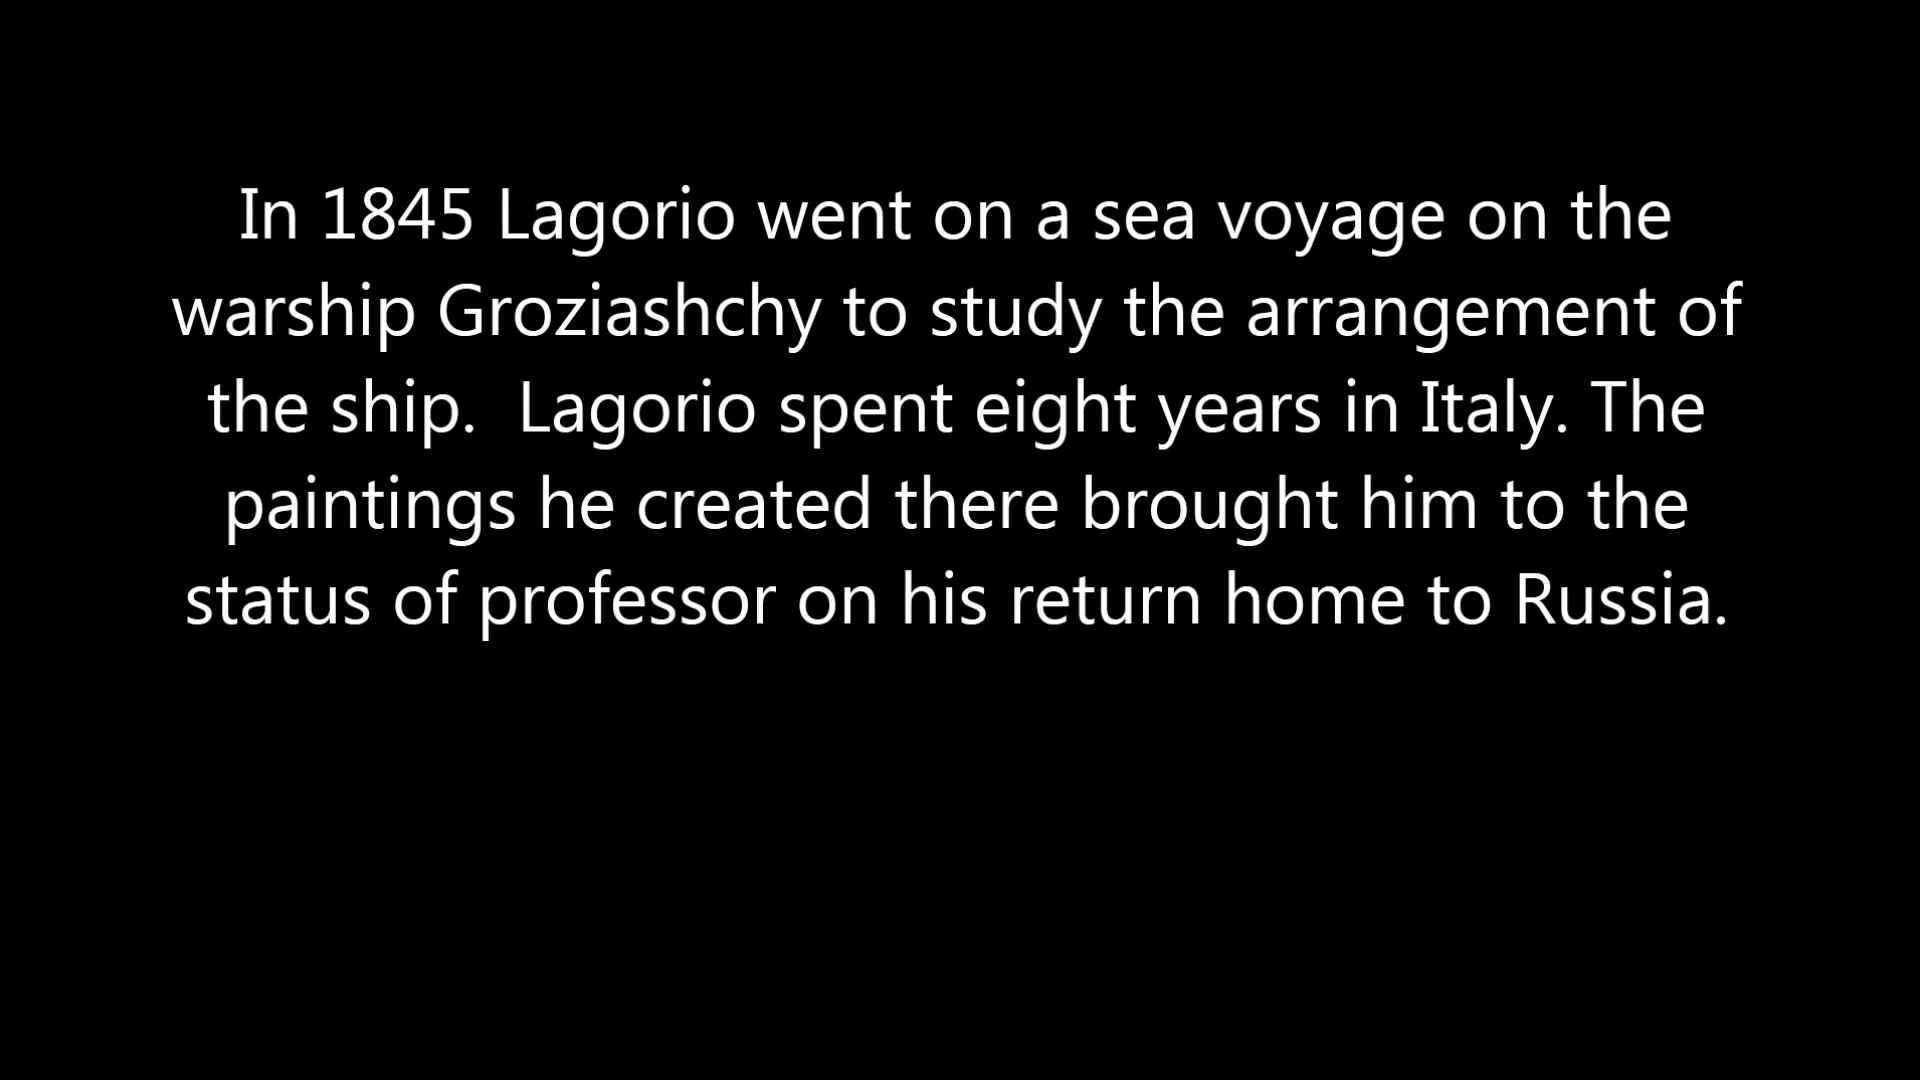 In 1845 Lagorio went on a sea voyage on the
warship Groziashchy to study the arrangement of
the ship.  Lagorio spent eight years in Italy. The
paintings he created there brought him to the
status of professor on his return home to Russia.